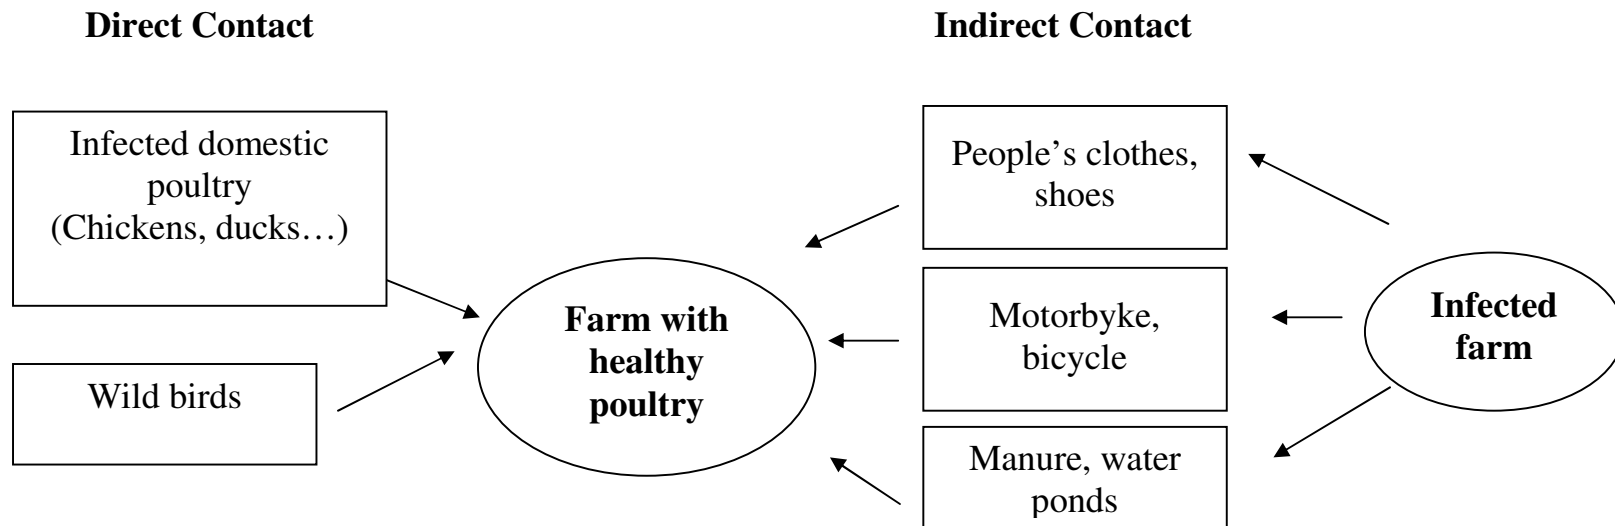 Direct Contact
Indirect Contact
Infected domestic
poultry
(Chickens, ducks…)
Wild birds
Farm with
healthy
poultry
People’s clothes,
shoes
Motorbyke,
bicycle
Manure, water
ponds
Infected
farm